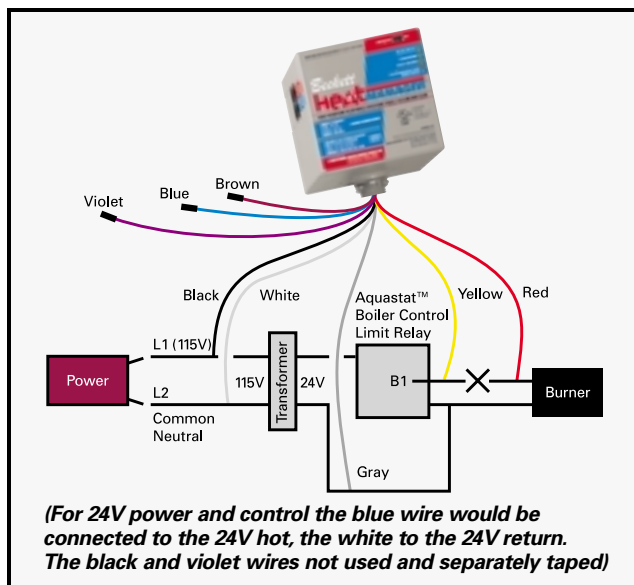 Beckett
Heat
MANAGER
Brown
Blue
Violet
Black
White
Aquastat™
Boiler Control
Limit Relay
Yellow
Red
L1 (115V)
Power
115V
Transformer
24V
B1
Burner
L2
Common
Neutral
Gray
(For 24V power and control the blue wire would be
connected to the 24V hot, the white to the 24V return.
The black and violet wires not used and separately taped)